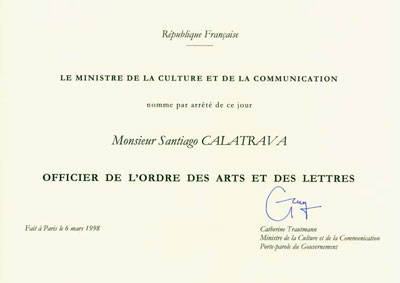 République Française
LE MINISTRE DE LA CULTURE ET DE LA COMMUNICATION
nomme par arrêté de ce jour
Monsieur Santiago CALATRAVA
OFFICIER DE L'ORDRE DES ARTS ET DES LETTRES
Fait à Paris le 6 mars 1998
Catherine Trautmann
Ministre de la Culture et de la Communication
Porte-parole du Gouvernement